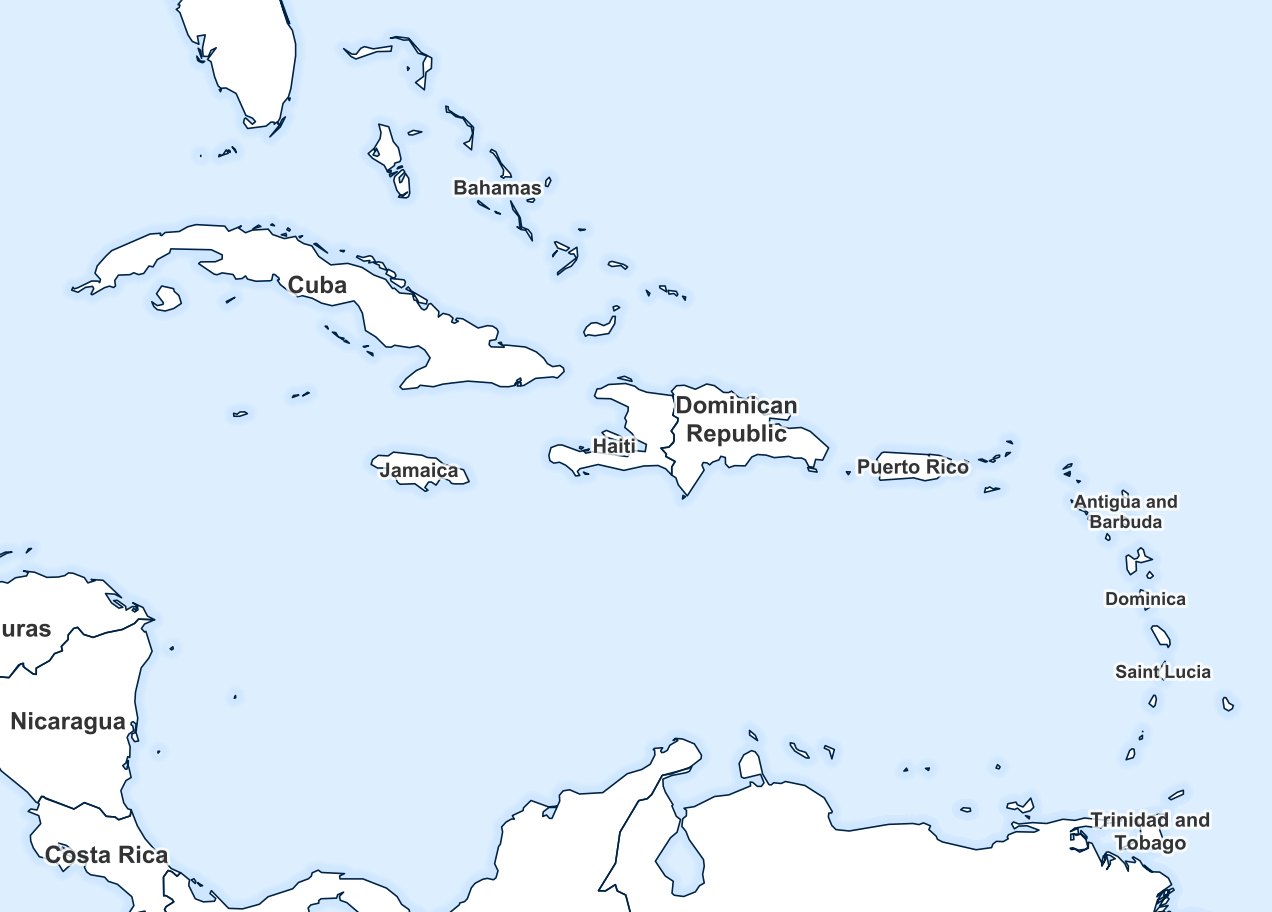 Bahamas
Cuba
Dominican
Republic
Haiti
Jamaica
Puerto Rico
Antigua and
Barbuda
Dominica
uras
Saint Lucia
Nicaragua
Trinidad and
Tobago
Costa Rica